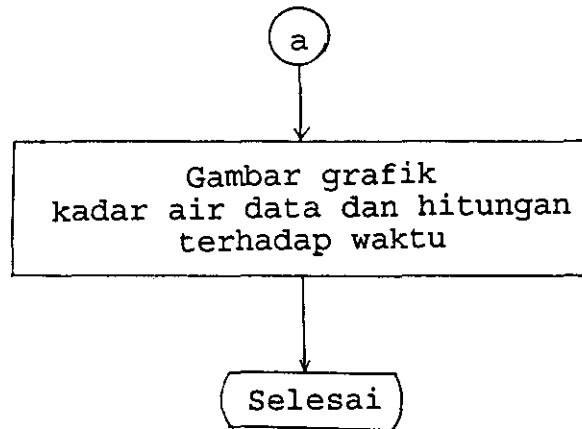 a
Gambar grafik
kadar air data dan hitungan
terhadap waktu
Selesai